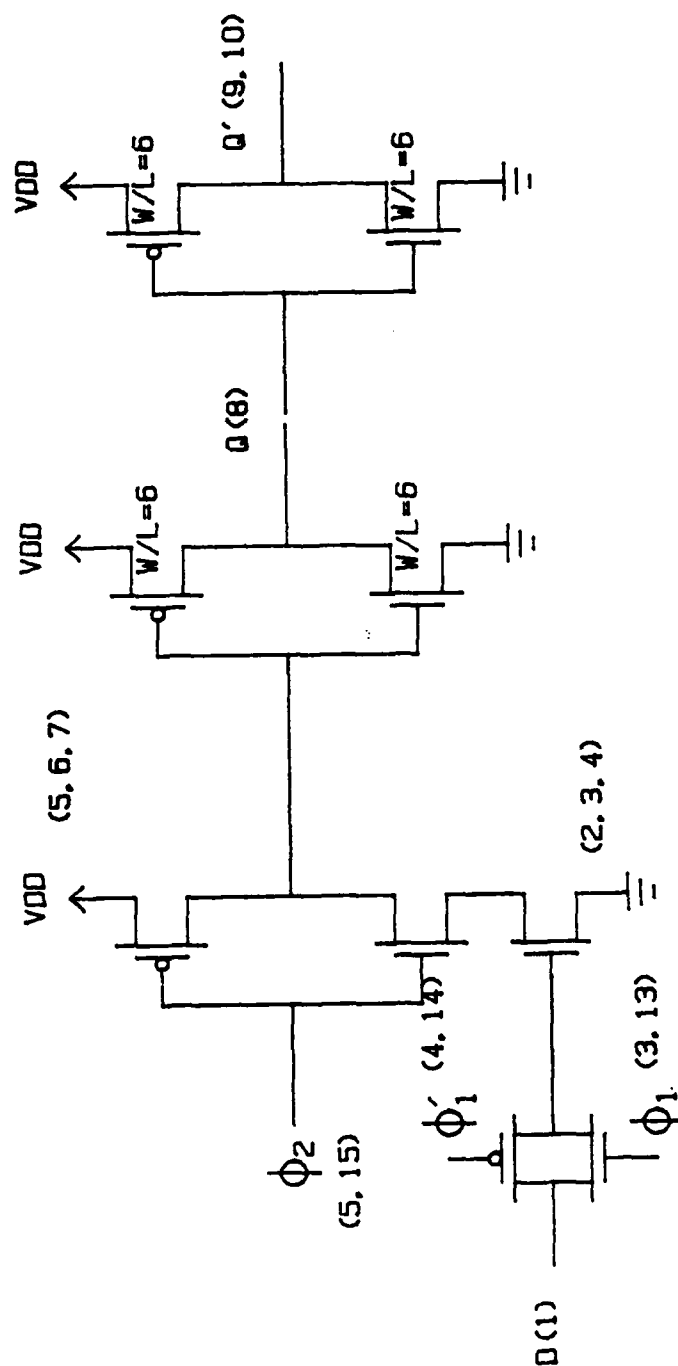 VDD
VDD
VDD
(5, 6, 7)
W/L=6
W/L=6
Q(8)
Q′(9, 10)
ϕ2
(5, 15)
W/L=6
W/L=6
ϕ1′ (4, 14)
D(1)
(2, 3, 4)
ϕ1 (3, 13)